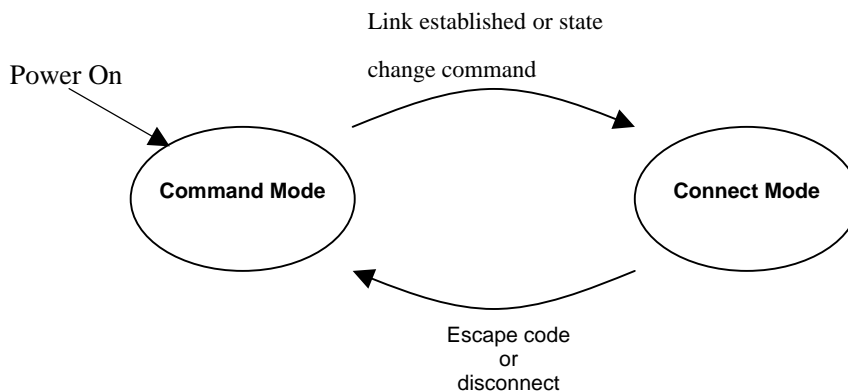 Link established or state
change command
Power On
Command Mode
Connect Mode
Escape code
or
disconnect